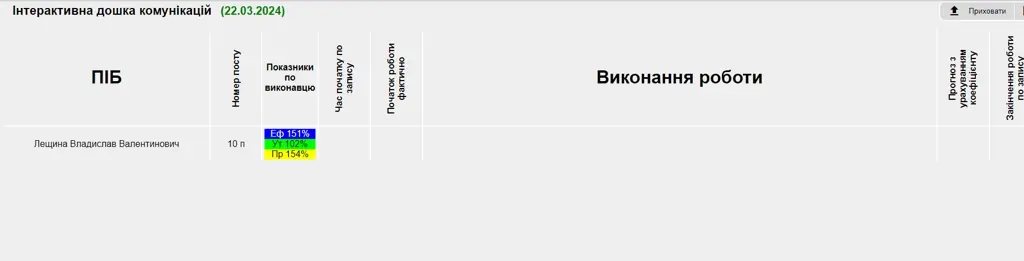 Інтерактивна дошка комунікацій (22.03.2024)
Приховати
ПІБ
Номер посту
Показники
по
виконавцю
Час початку по
запису
Початок роботи
фактично
Виконання роботи
Прогноз з
урахуванням
коефіцієнту
Закінчення роботи
по запису
Лещина Владислав Валентинович
10 п
Еф 151%
Ут 102%
Пр 154%